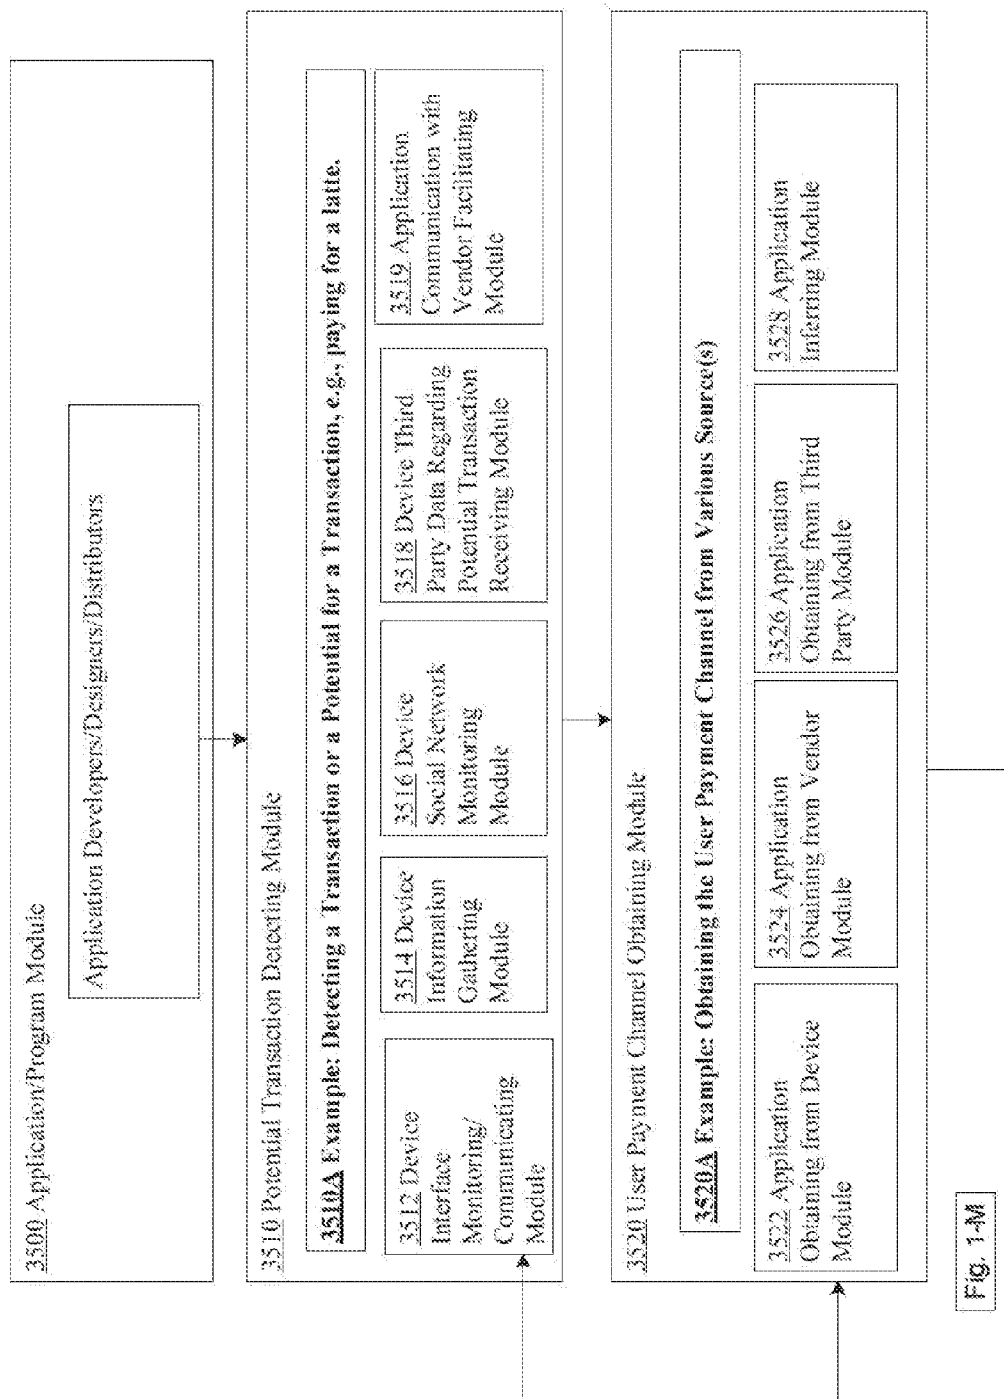 3500 Application/Program Module
Application Developers/Designers/Distributors
3510 Potential Transaction Detecting Module
3510A Example: Detecting a Transaction or a Potential for a Transaction, e.g., paying for a latte.
3512 Device
Interface
Monitoring/
Communicating
Module
3514 Device
Information
Gathering
Module
3516 Device
Social Network
Monitoring
Module
3518 Device Third
Party Data Regarding
Potential Transaction
Receiving Module
3519 Application
Communication with
Vendor Facilitating
Module
3520 User Payment Channel Obtaining Module
3520A Example: Obtaining the User Payment Channel from Various Source(s)
3522 Application
Obtaining from Device
Module
3524 Application
Obtaining from Vendor
Module
3526 Application
Obtaining from Third
Party Module
3528 Application
Inferring Module
Fig. 1-M